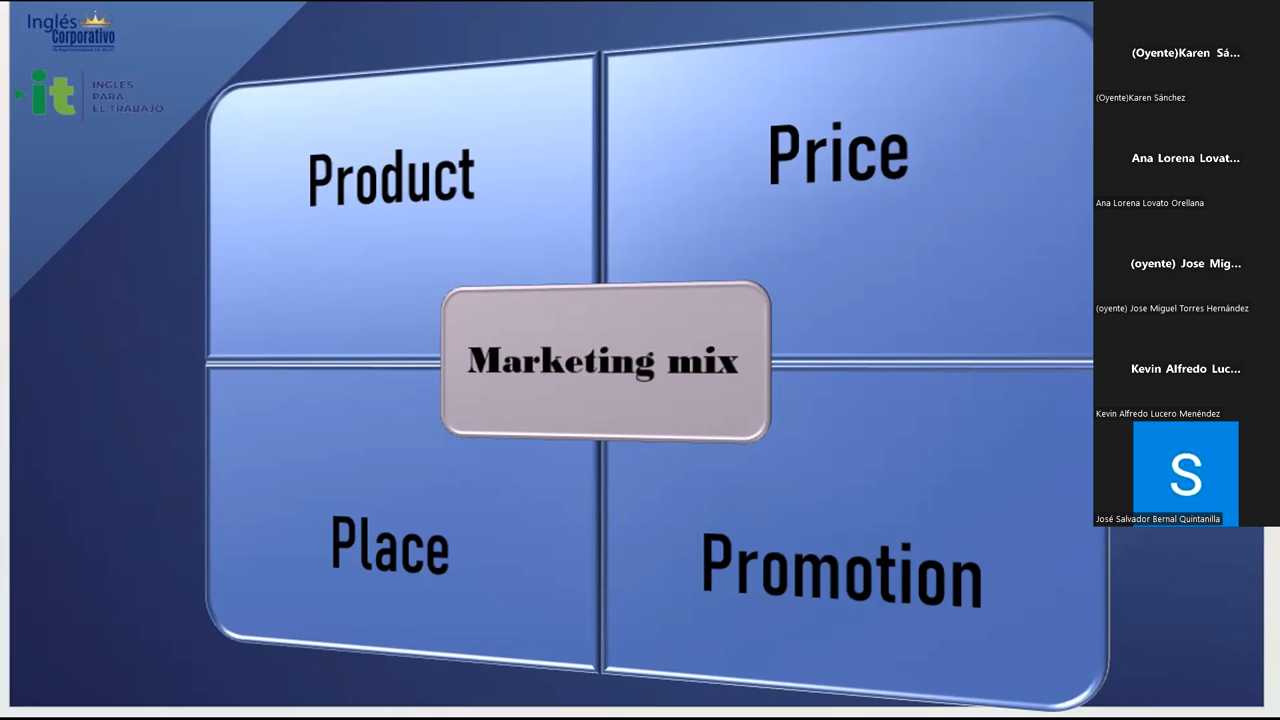 Inglés
Corporativo
it
INGLES
PARA
EL TRABAJO
Product
Price
Marketing mix
Place
Promotion
(Oyente)Karen Sá...
(Oyente)Karen Sánchez
Ana Lorena Lovat...
Ana Lorena Lovato Orellana
(oyente) Jose Mig...
(oyente) Jose Miguel Torres Hernández
Kevin Alfredo Luc...
Kevin Alfredo Lucero Menéndez
S
José Salvador Bernal Quintanilla